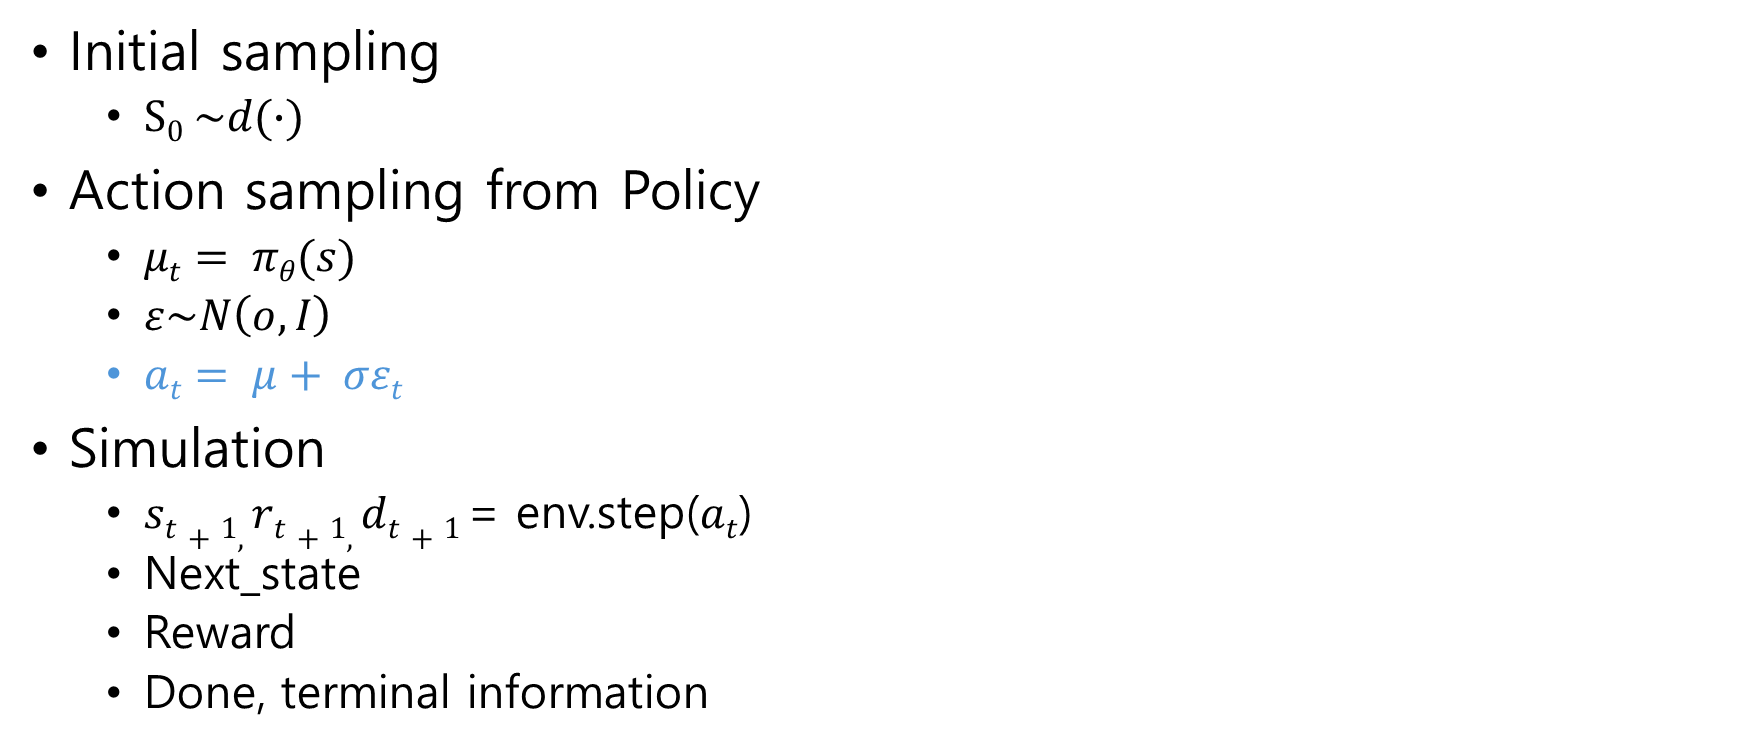 • Initial sampling
• S₀ ~d(·)
• Action sampling from Policy
• μₜ = π_θ(s)
• ε~N(o, I)
• aₜ = μ + σεₜ
• Simulation
• sₜ ₊ ₁, rₜ ₊ ₁, dₜ ₊ ₁ = env.step(aₜ)
• Next_state
• Reward
• Done, terminal information